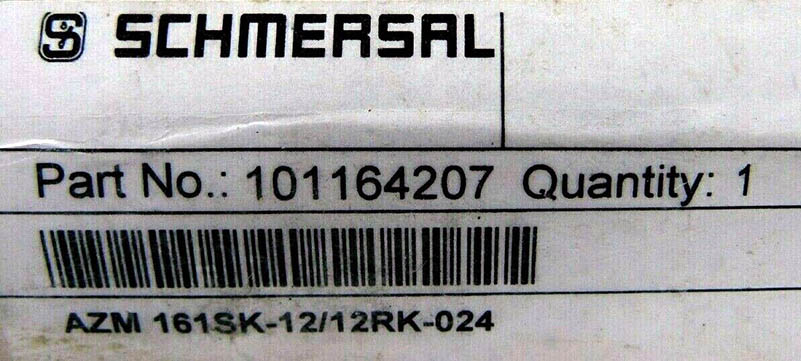 S SCHMERSAL
Part No.: 101164207 Quantity: 1
AZM 161SK-12/12RK-024